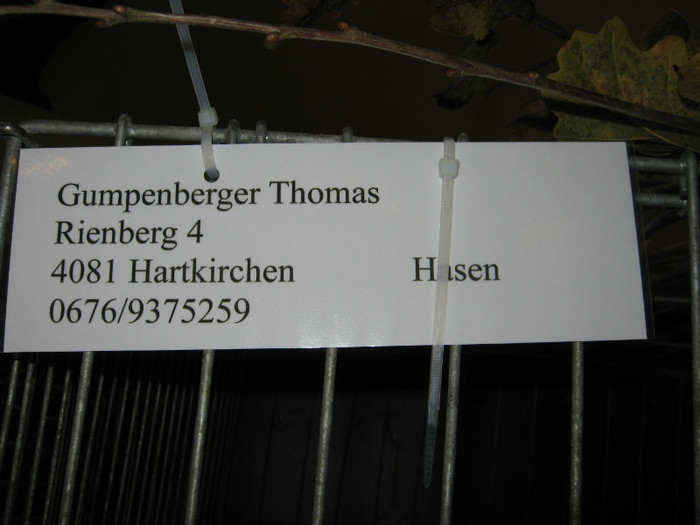 Gumpenberger Thomas
Rienberg 4
4081 Hartkirchen Hasen
0676/9375259